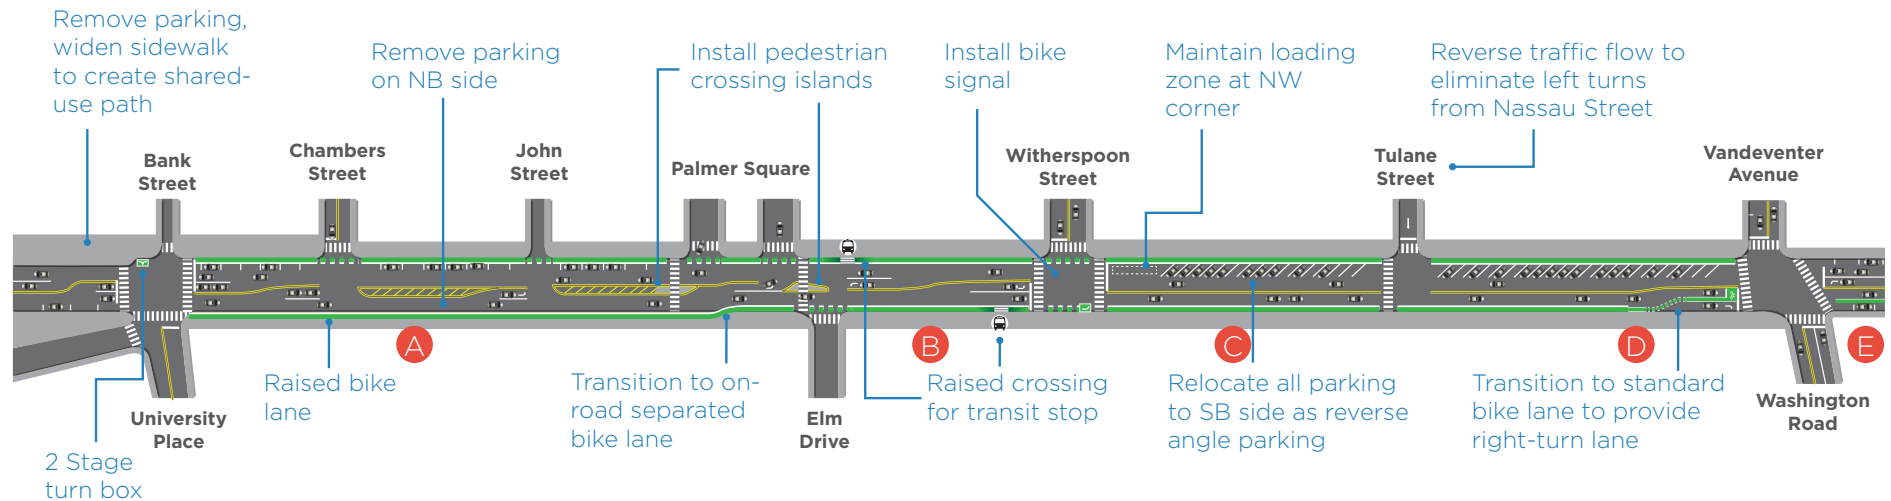 Remove parking,
widen sidewalk
to create shared-
use path
Remove parking
on NB side
Install pedestrian
crossing islands
Install bike
signal
Maintain loading
zone at NW
corner
Reverse traffic flow to
eliminate left turns
from Nassau Street
Bank
Street
Chambers
Street
John
Street
Palmer Square
Witherspoon
Street
Tulane
Street
Vandeventer
Avenue
A
B
C
D
E
University
Place
Raised bike
lane
Transition to on-
road separated
bike lane
Elm
Drive
Raised crossing
for transit stop
Relocate all parking
to SB side as reverse
angle parking
Transition to standard
bike lane to provide
right-turn lane
Washington
Road
2 Stage
turn box